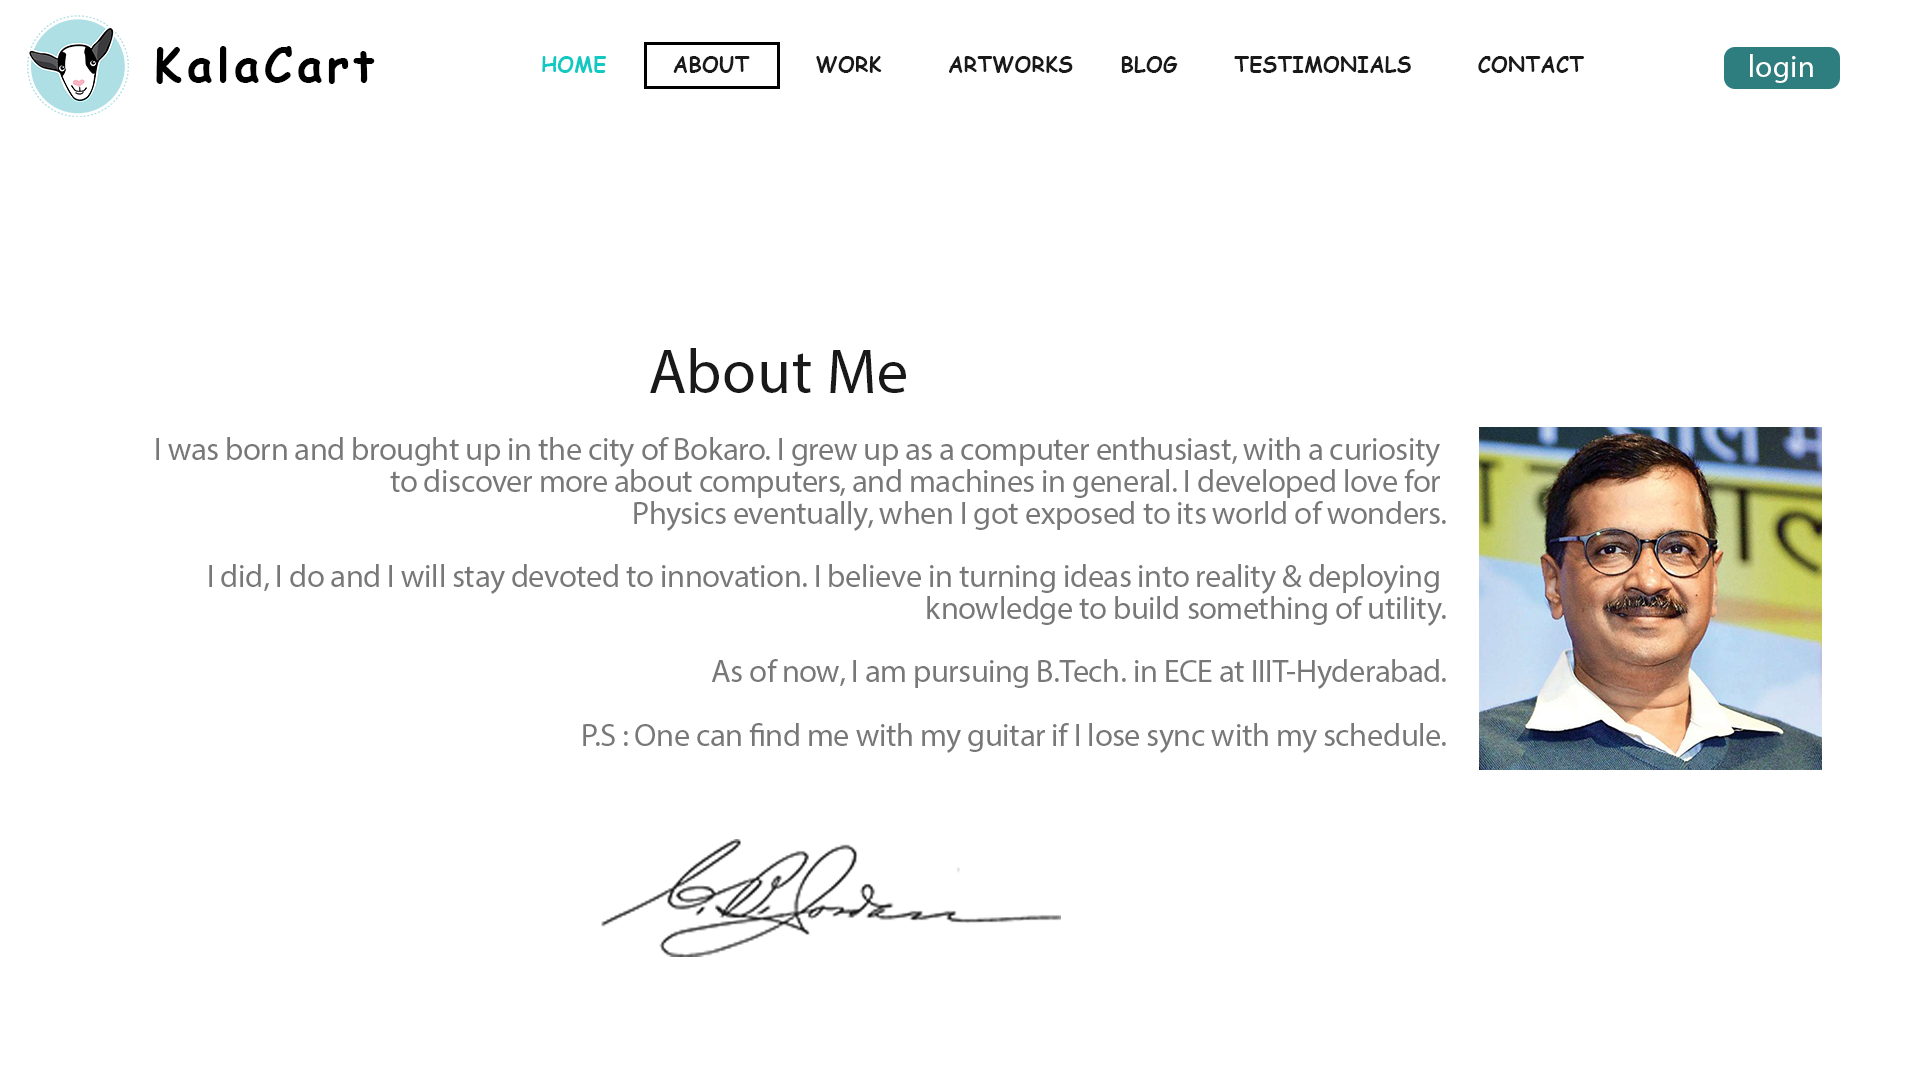 KalaCart
HOME ABOUT WORK ARTWORKS BLOG TESTIMONIALS CONTACT login
About Me
I was born and brought up in the city of Bokaro. I grew up as a computer enthusiast, with a curiosity
to discover more about computers, and machines in general. I developed love for
Physics eventually, when I got exposed to its world of wonders.
I did, I do and I will stay devoted to innovation. I believe in turning ideas into reality & deploying
knowledge to build something of utility.
As of now, I am pursuing B.Tech. in ECE at IIIT-Hyderabad.
P.S : One can find me with my guitar if I lose sync with my schedule.